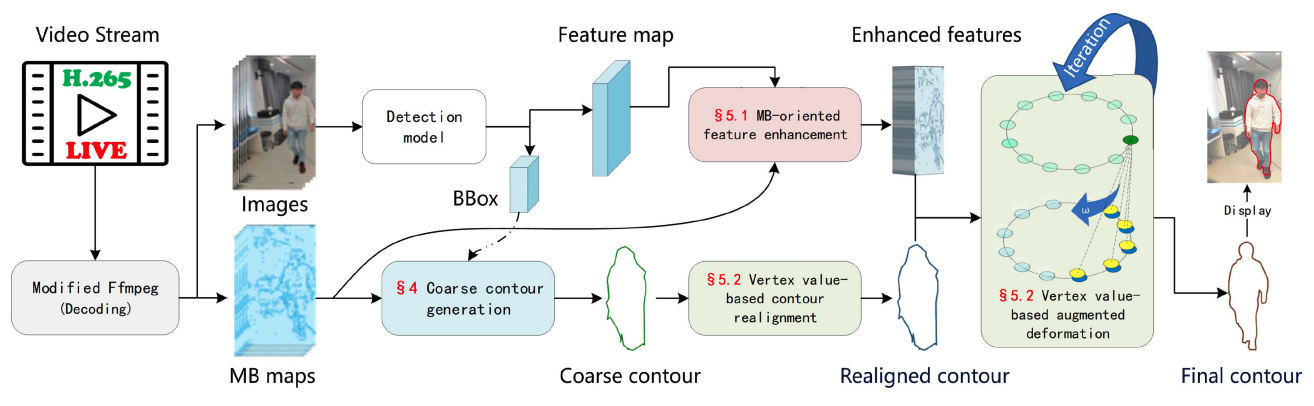 Video Stream
H.265
LIVE
Modified Ffmpeg
(Decoding)
Images
MB maps
Detection
model
BBox
Feature map
§5.1 MB-oriented
feature enhancement
Enhanced features
§4 Coarse contour
generation
Coarse contour
§5.2 Vertex value-
based contour
realignment
Realigned contour
Iteration
ω
§5.2 Vertex value-
based augmented
deformation
Display
Final contour